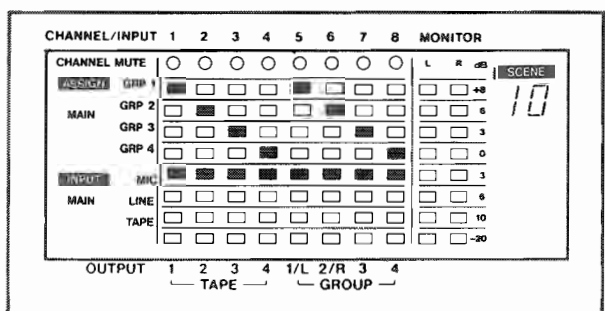 CHANNEL/INPUT 1 2 3 4 5 6 7 8 MONITOR
CHANNEL MUTE L R dB SCENE
ASSIGN GRP 1 +8 10
MAIN GRP 2 6
GRP 3 3
GRP 4 0
INPUT MIC 3
MAIN LINE 6
TAPE 10
-20
OUTPUT 1 2 3 4 1/L 2/R 3 4
TAPE GROUP